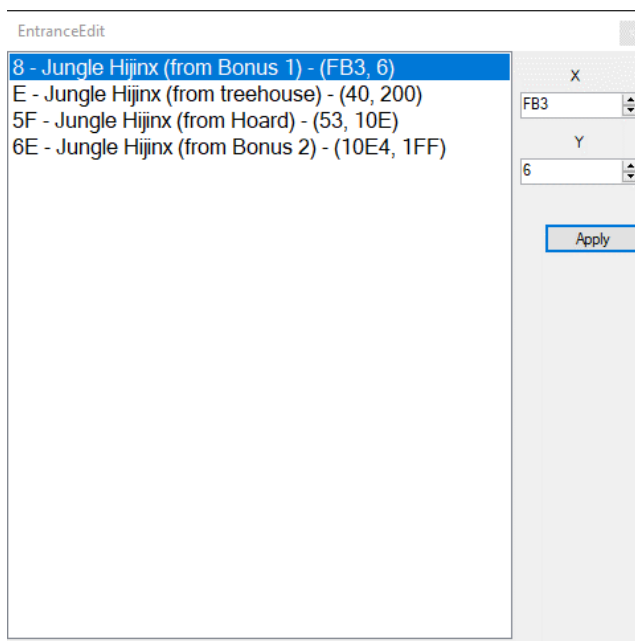 EntranceEdit
8 - Jungle Hijinx (from Bonus 1) - (FB3, 6)
E - Jungle Hijinx (from treehouse) - (40, 200)
5F - Jungle Hijinx (from Hoard) - (53, 10E)
6E - Jungle Hijinx (from Bonus 2) - (10E4, 1FF)
X
FB3
Y
6
Apply